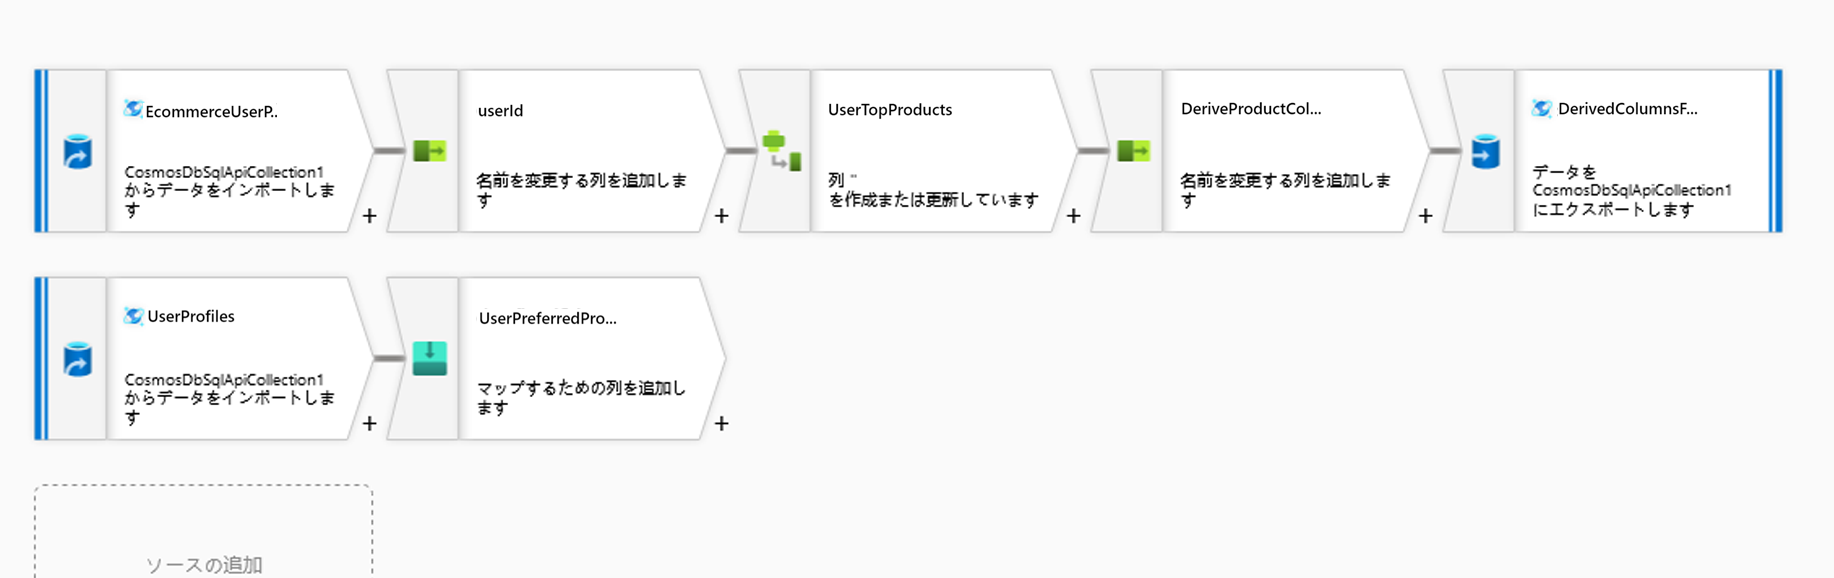 EcommerceUserP..
CosmosDbSqlApiCollection1
からデータをインポートしま
す
+
userId
名前を変更する列を追加しま
す
+
UserTopProducts
列 ''
を作成または更新しています
+
DeriveProductCol...
名前を変更する列を追加しま
す
+
DerivedColumnsF...
データを
CosmosDbSqlApiCollection1
にエクスポートします
UserProfiles
CosmosDbSqlApiCollection1
からデータをインポートしま
す
+
UserPreferredPro...
マップするための列を追加し
ます
+
ソースの追加